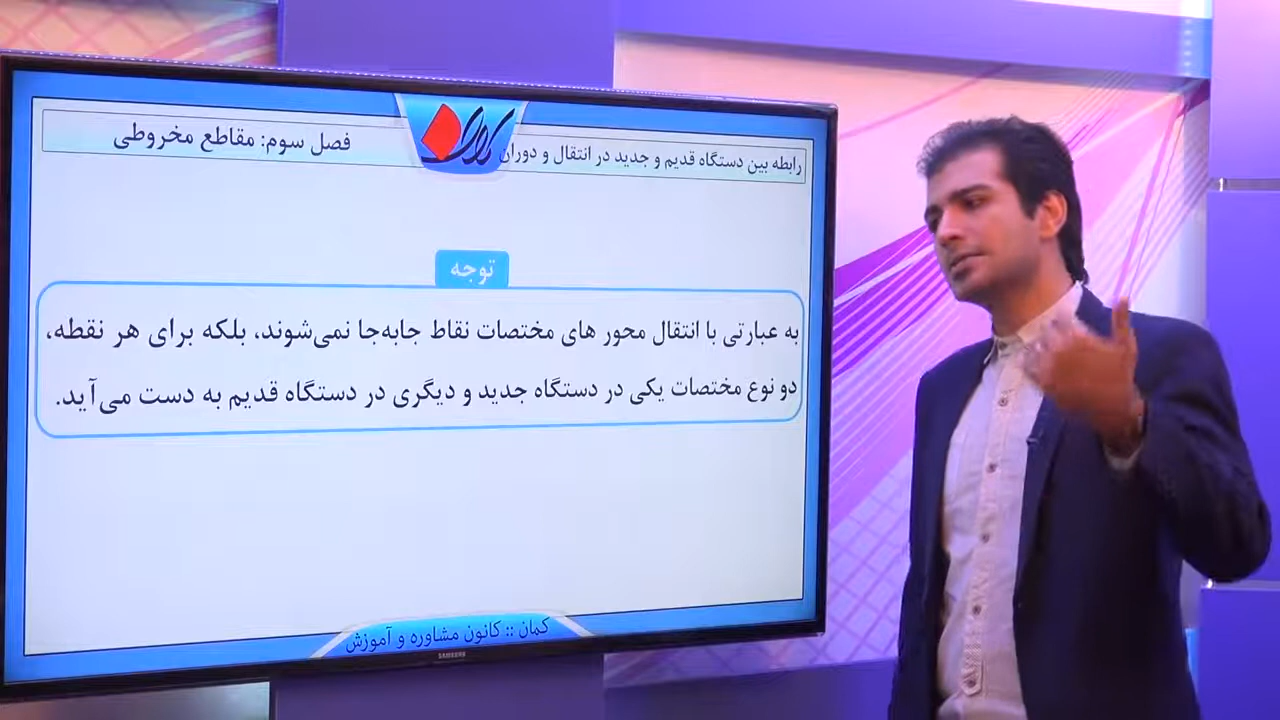 رابطه بین دستگاه قدیم و جدید در انتقال و دوران
فصل سوم: مقاطع مخروطی
توجه
به عبارتی با انتقال محور های مختصات نقاط جابه‌جا نمی‌شوند، بلکه برای هر نقطه،
دو نوع مختصات یکی در دستگاه جدید و دیگری در دستگاه قدیم به دست می‌آید.
کمان :: کانون مشاوره و آموزش
SAMSUNG